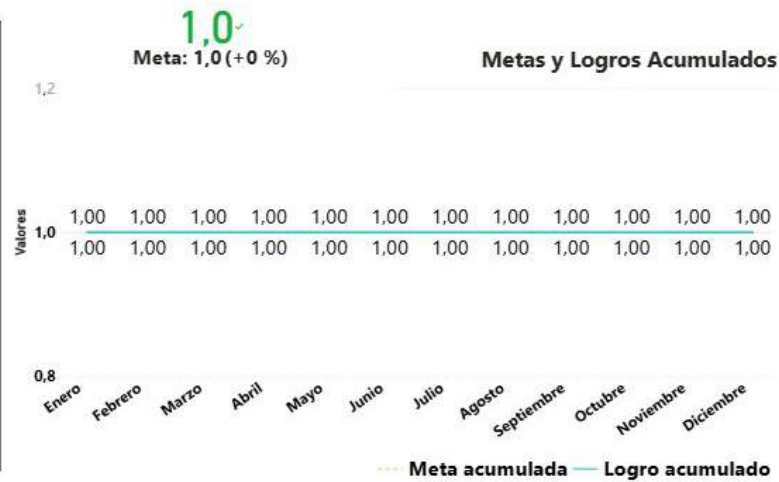 1,0
Meta: 1,0 (+0 %)
Metas y Logros Acumulados
1,2
Valores
1,00 1,00 1,00 1,00 1,00 1,00 1,00 1,00 1,00 1,00 1,00 1,00
1,0
1,00 1,00 1,00 1,00 1,00 1,00 1,00 1,00 1,00 1,00 1,00 1,00
0,8
Enero Febrero Marzo Abril Mayo Junio Julio Agosto Septiembre Octubre Noviembre Diciembre
Meta acumulada Logro acumulado